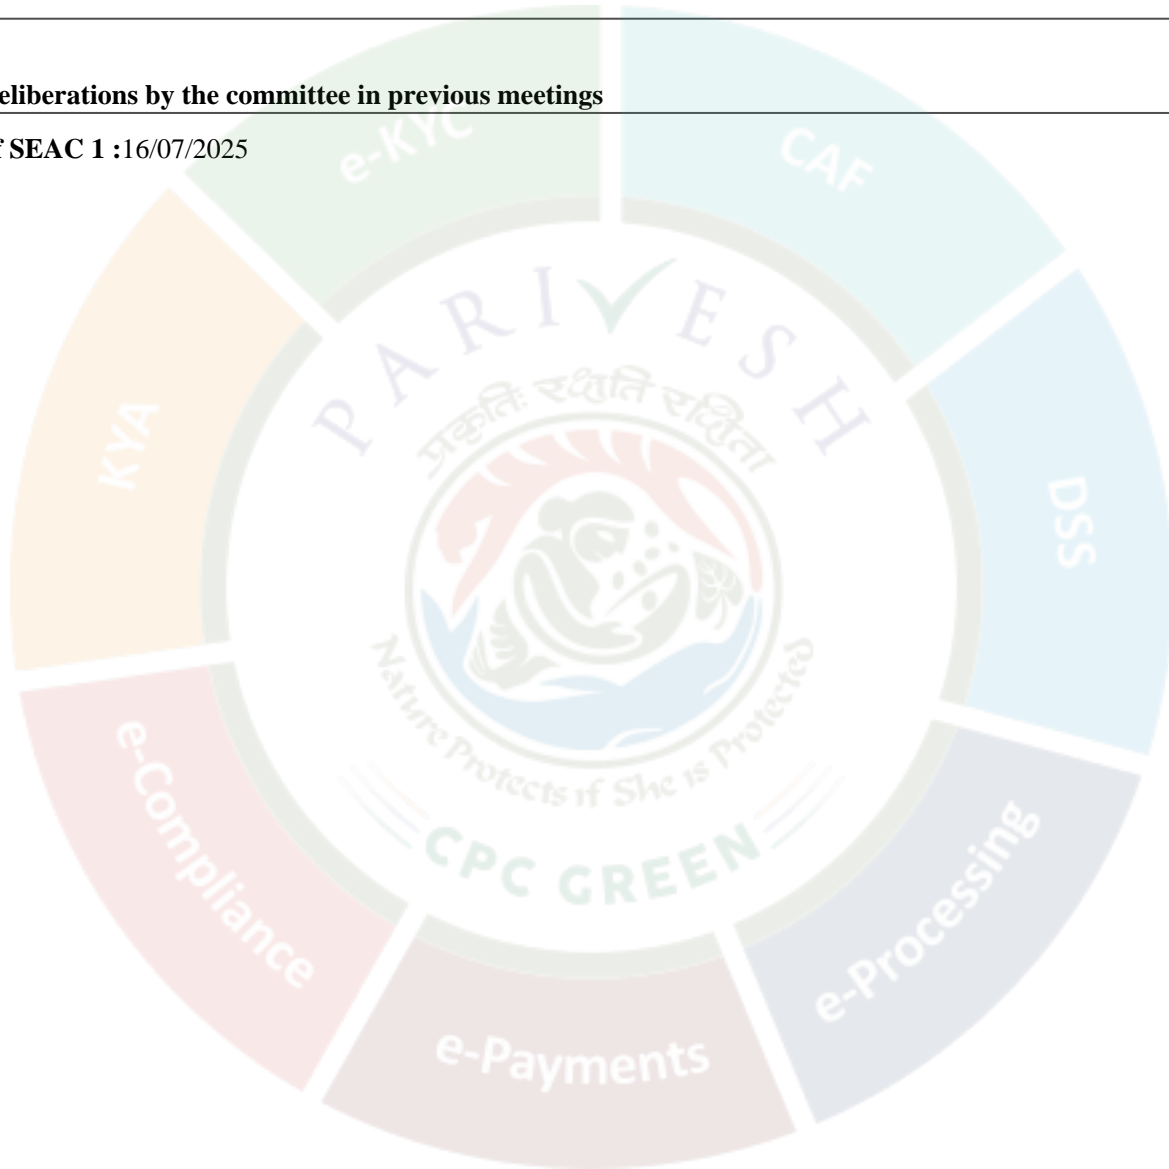 eliberations by the committee in previous meetings
f SEAC 1 :16/07/2025
e-KYC
CAF
KYA
DSS
PARIVESH
प्रकृतिः रक्षति रक्षिता
Nature Protects if She is Protected
e-Compliance
CPC GREEN
e-Processing
e-Payments